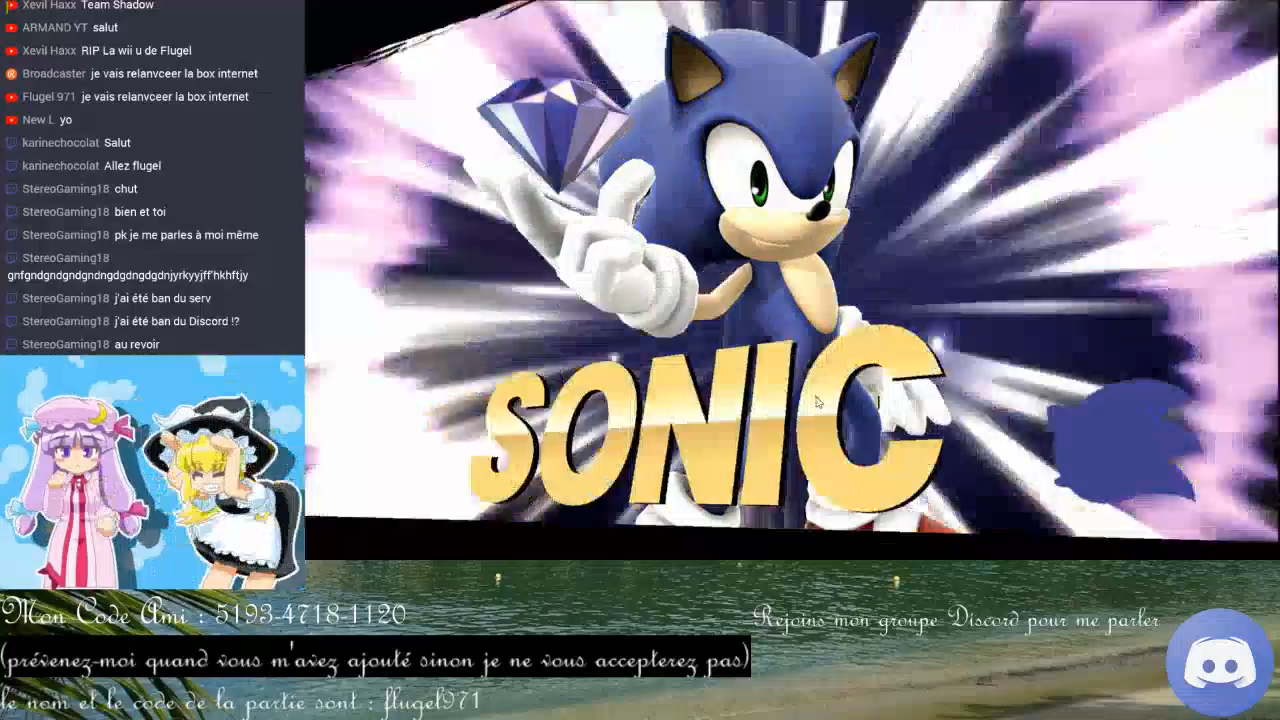 Xevil Haxx Team Shadow
ARMAND YT salut
Xevil Haxx RIP La wii u de Flugel
Broadcaster je vais relanvceer la box internet
Flugel 971 je vais relanvceer la box internet
New L yo
karinechocolat Salut
karinechocolat Allez flugel
StereoGaming18 chut
StereoGaming18 bien et toi
StereoGaming18 pk je me parles à moi même
StereoGaming18
gnfgndgndgndgndngdgdngdgdnjyrkyyjff'hkhftjy
StereoGaming18 j'ai été ban du serv
StereoGaming18 j'ai été ban du Discord !?
StereoGaming18 au revoir
SONIC
Mon Code Ami : 5193-4718-1120
(prévenez-moi quand vous m'avez ajouté sinon je ne vous accepterez pas)
le nom et le code de la partie sont : flugel971
Rejoins mon groupe Discord pour me parler